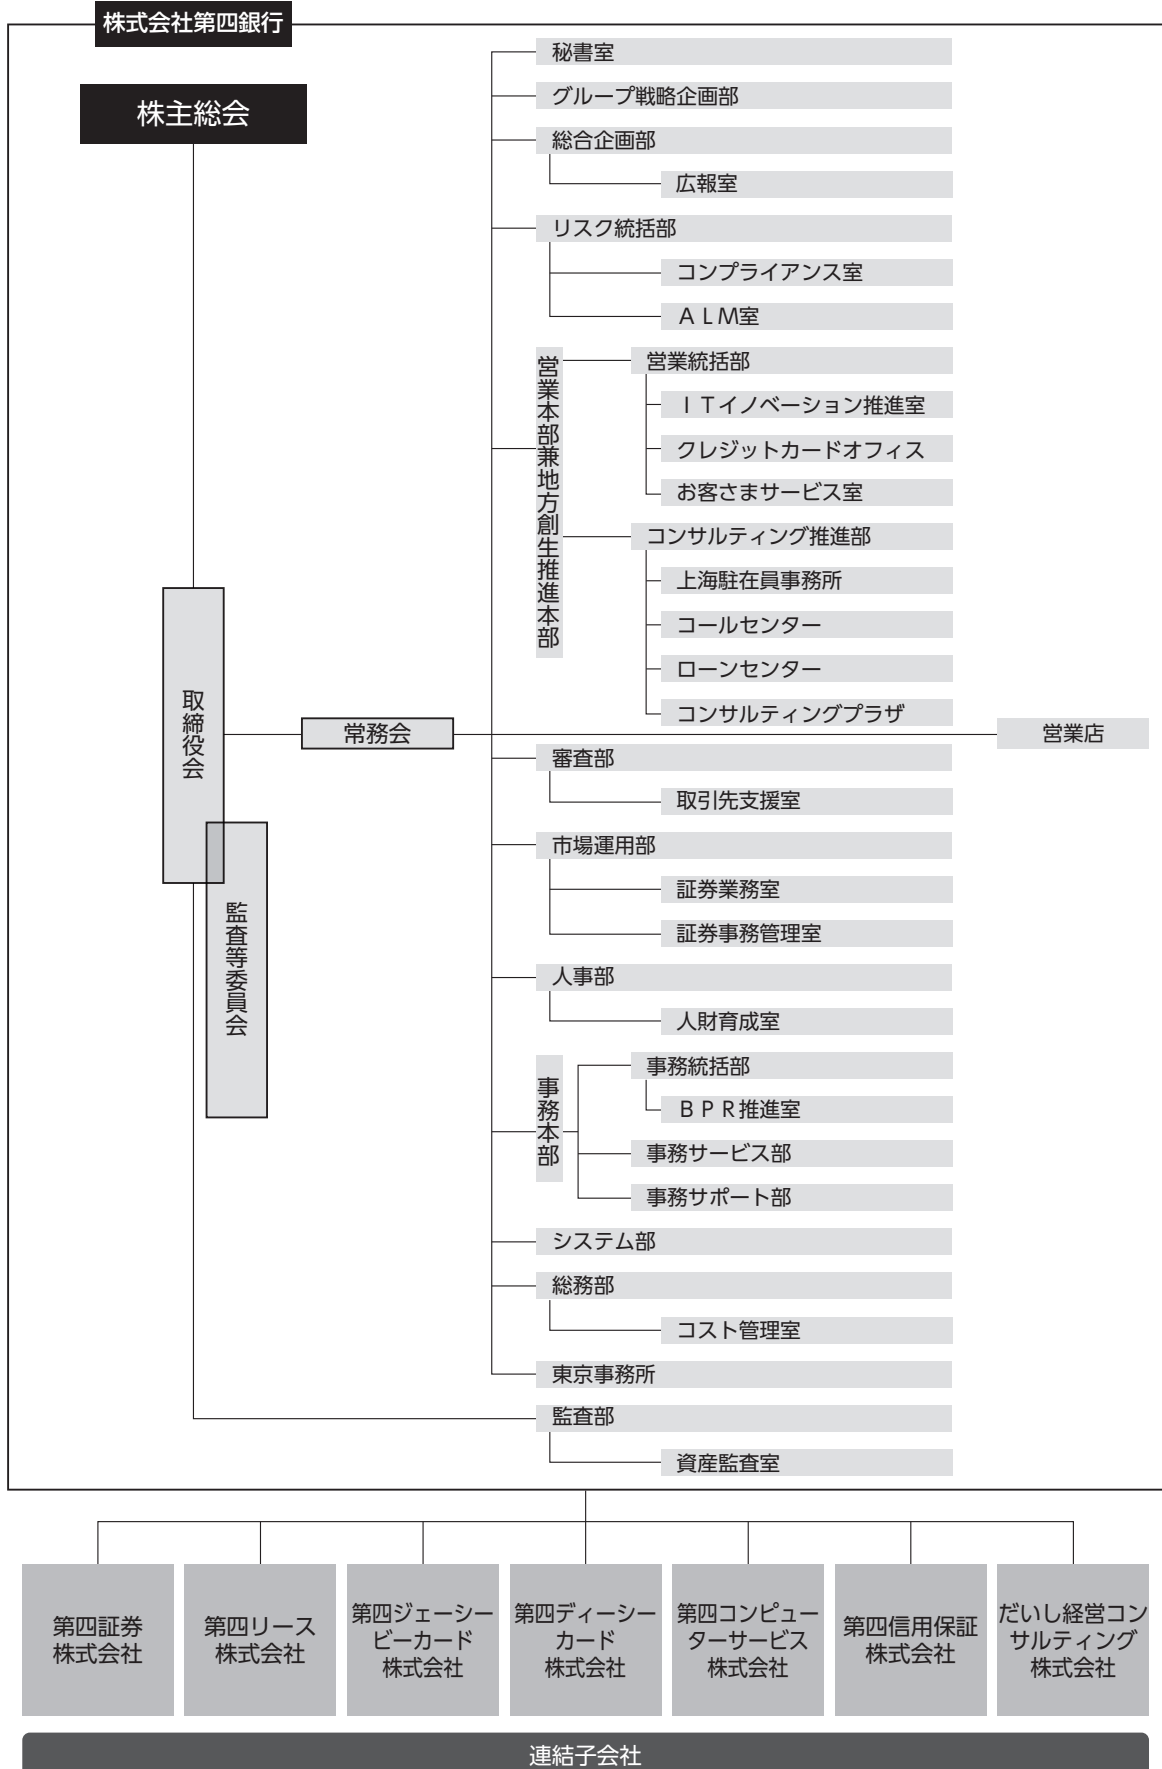 株式会社第四銀行
株主総会
秘書室
グループ戦略企画部
総合企画部
広報室
リスク統括部
コンプライアンス室
ＡＬＭ室
営業本部兼地方創生推進本部
営業統括部
ＩＴイノベーション推進室
クレジットカードオフィス
お客さまサービス室
コンサルティング推進部
上海駐在員事務所
コールセンター
ローンセンター
コンサルティングプラザ
取締役会
常務会
営業店
審査部
取引先支援室
市場運用部
証券業務室
証券事務管理室
監査等委員会
人事部
人財育成室
事務本部
事務統括部
ＢＰＲ推進室
事務サービス部
事務サポート部
システム部
総務部
コスト管理室
東京事務所
監査部
資産監査室
第四証券
株式会社
第四リース
株式会社
第四ジェーシー
ビーカード
株式会社
第四ディーシー
カード
株式会社
第四コンピュー
ターサービス
株式会社
第四信用保証
株式会社
だいし経営コン
サルティング
株式会社
連結子会社